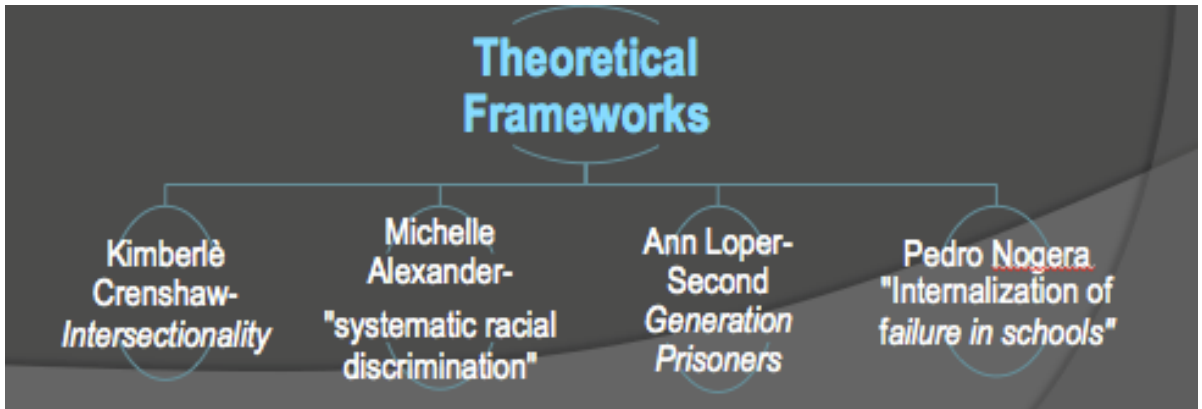 Theoretical
Frameworks
Kimberlè
Crenshaw-
Intersectionality
Michelle
Alexander-
"systematic racial
discrimination"
Ann Loper-
Second
Generation
Prisoners
Pedro Nogera
"Internalization of
failure in schools"